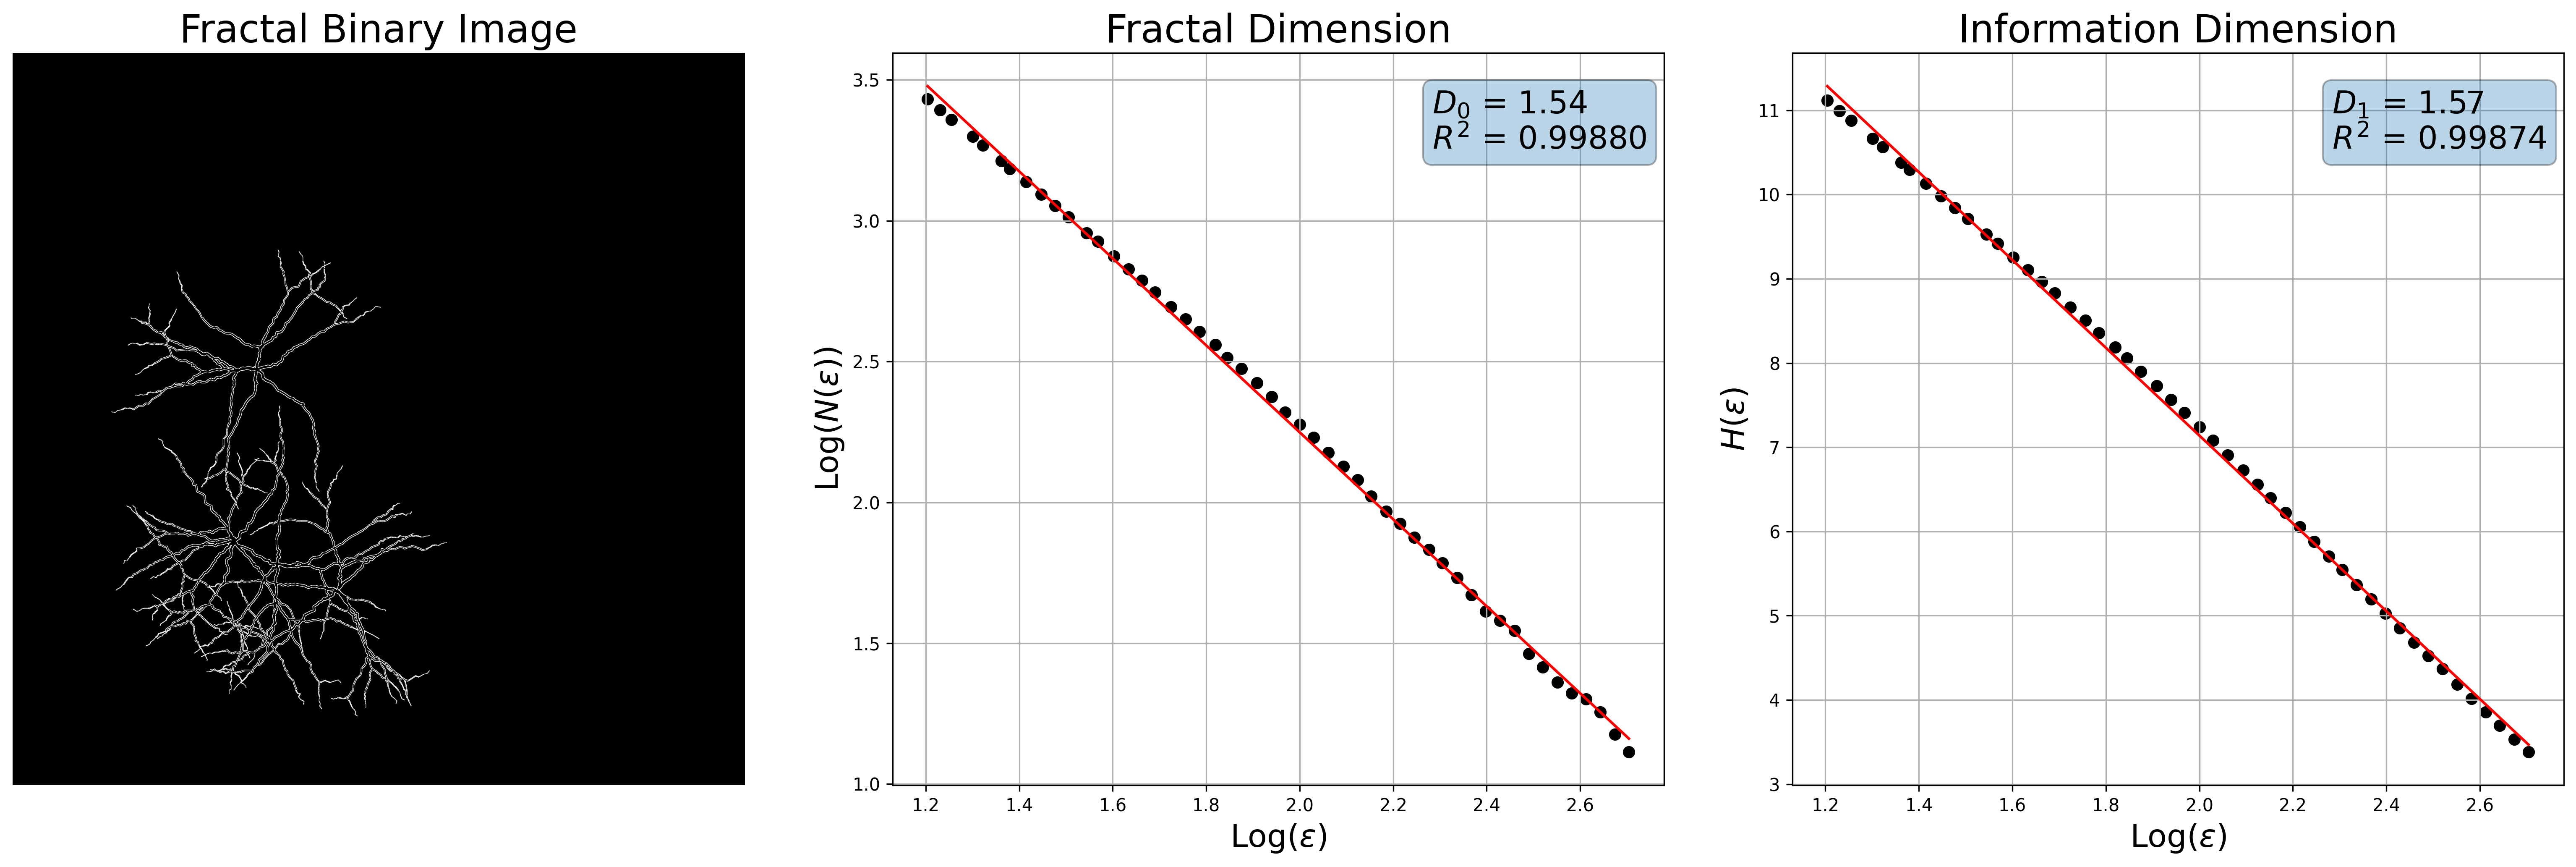 Fractal Binary Image
Fractal Dimension
D₀ = 1.54
R² = 0.99880
3.5
3.0
2.5
2.0
1.5
1.0
Log(N(ε))
1.2 1.4 1.6 1.8 2.0 2.2 2.4 2.6
Log(ε)
Information Dimension
D₁ = 1.57
R² = 0.99874
11
10
9
8
7
6
5
4
3
H(ε)
1.2 1.4 1.6 1.8 2.0 2.2 2.4 2.6
Log(ε)